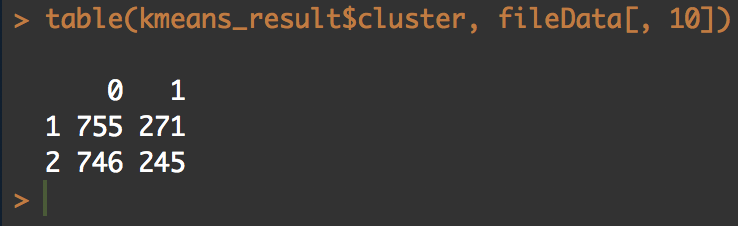 > table(kmeans_result$cluster, fileData[, 10])
0 1
1 755 271
2 746 245
>